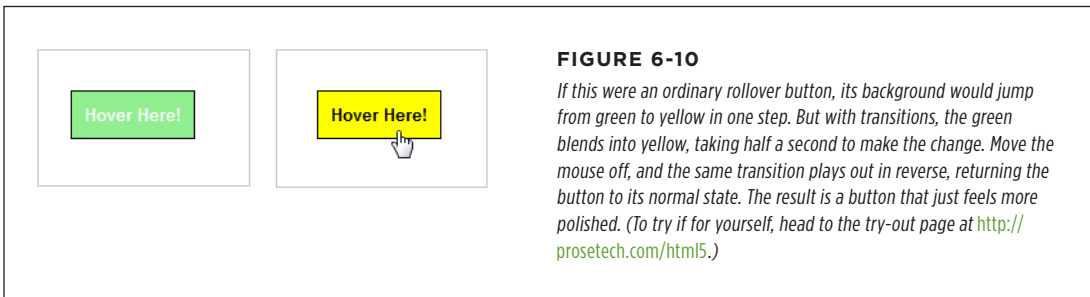 Hover Here!
Hover Here!
FIGURE 6-10
If this were an ordinary rollover button, its background would jump
from green to yellow in one step. But with transitions, the green
blends into yellow, taking half a second to make the change. Move the
mouse off, and the same transition plays out in reverse, returning the
button to its normal state. The result is a button that just feels more
polished. (To try if for yourself, head to the try-out page at http://
prosetech.com/html5.)